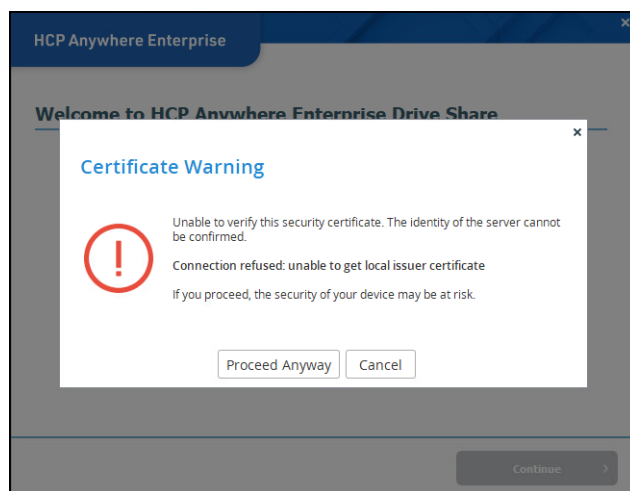 HCP Anywhere Enterprise
×
Welcome to HCP Anywhere Enterprise Drive Share
×
Certificate Warning
Unable to verify this security certificate. The identity of the server cannot
be confirmed.
Connection refused: unable to get local issuer certificate
If you proceed, the security of your device may be at risk.
Proceed Anyway
Cancel
Continue